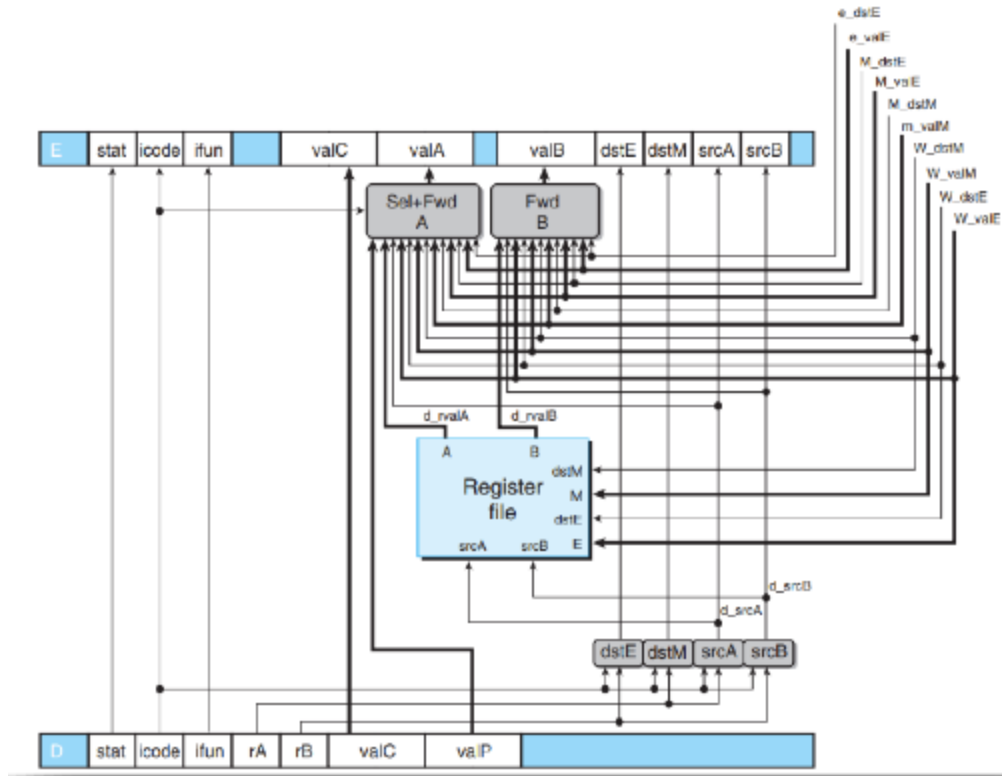 e_dstE
e_valE
M_dstE
M_valE
M_dstM
m_valM
W_dstM
W_valM
W_dstE
W_valE
E stat icode ifun valC valA valB dstE dstM srcA srcB
Sel+Fwd
A
Fwd
B
d_rvalA d_rvalB
A B
dstM
Register
file
M
dstE
srcA srcB E
d_srcB
d_srcA
dstE dstM srcA srcB
D stat icode ifun rA rB valC valP